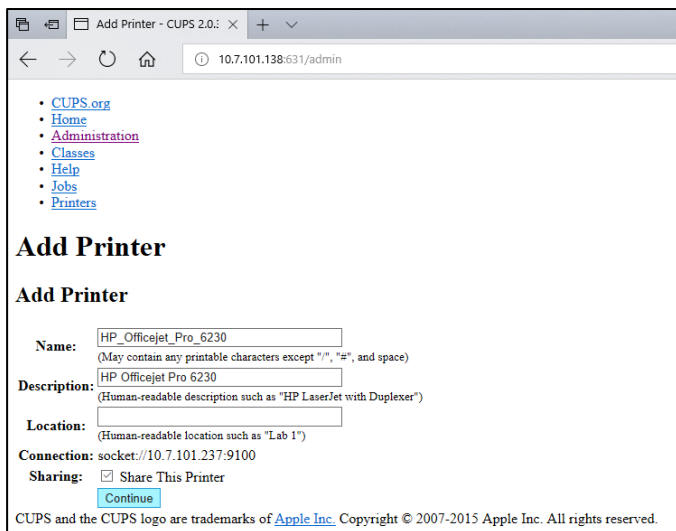 Add Printer - CUPS 2.0.:
10.7.101.138:631/admin
CUPS.org
Home
Administration
Classes
Help
Jobs
Printers
Add Printer
Add Printer
Name: HP_Officejet_Pro_6230
(May contain any printable characters except "/", "#", and space)
Description: HP Officejet Pro 6230
(Human-readable description such as "HP LaserJet with Duplexer")
Location:
(Human-readable location such as "Lab 1")
Connection: socket://10.7.101.237:9100
Sharing: Share This Printer
Continue
CUPS and the CUPS logo are trademarks of Apple Inc. Copyright © 2007-2015 Apple Inc. All rights reserved.